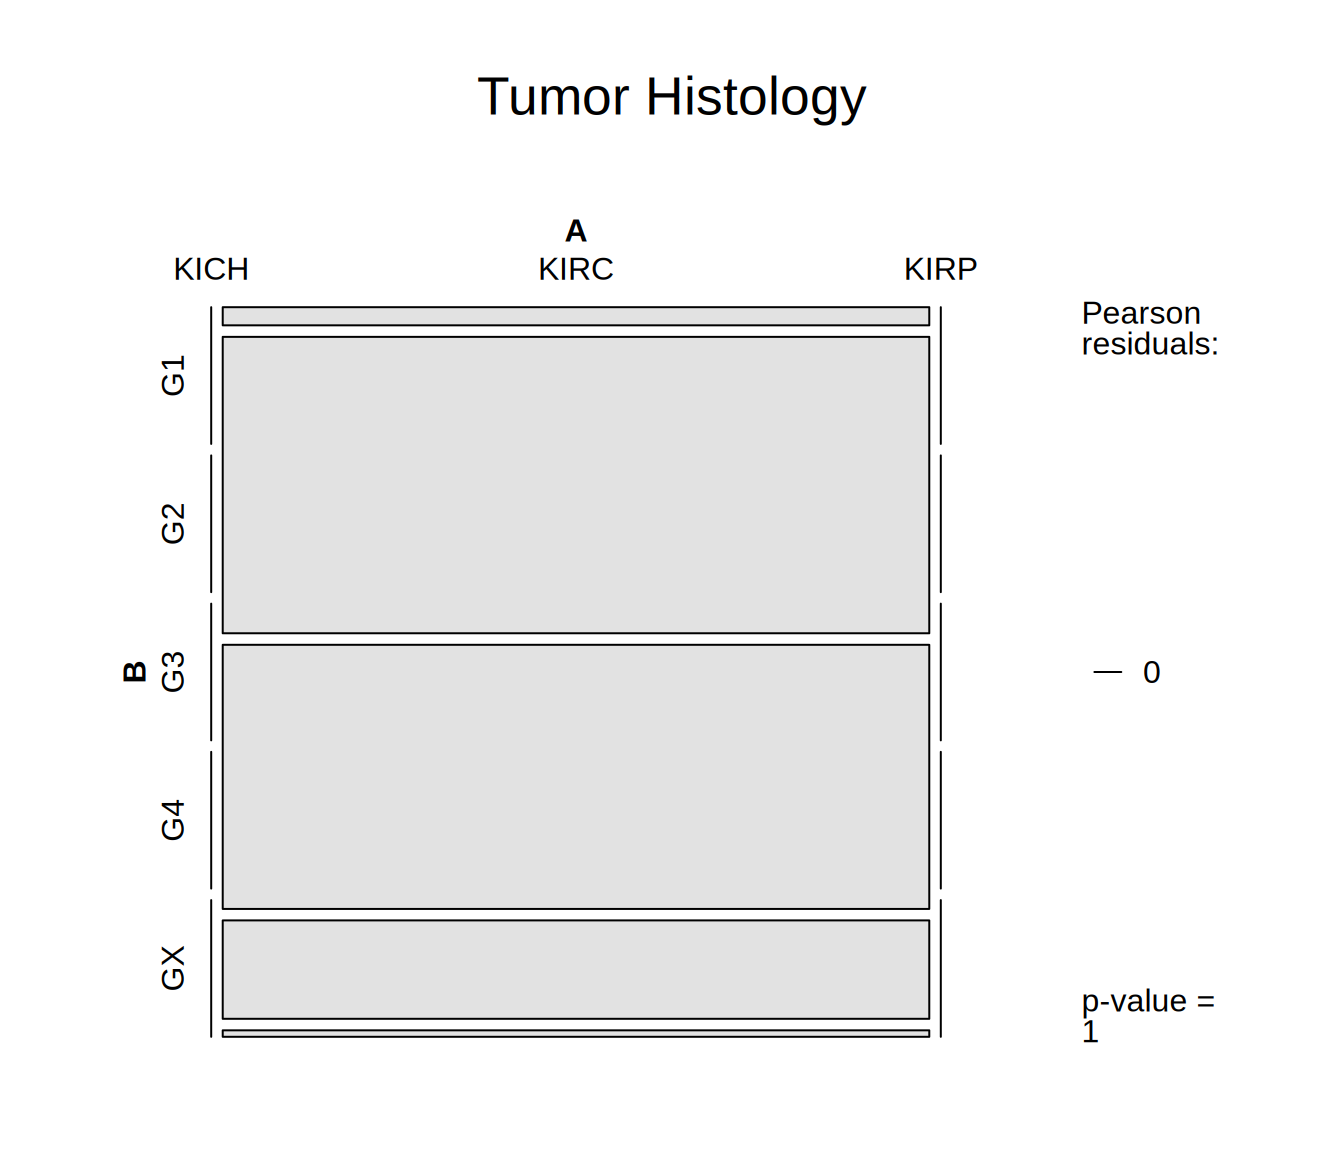 Tumor Histology
A
KICH KIRC KIRP
Pearson
residuals:
G1
G2
B
G3
0
G4
GX
p-value =
1